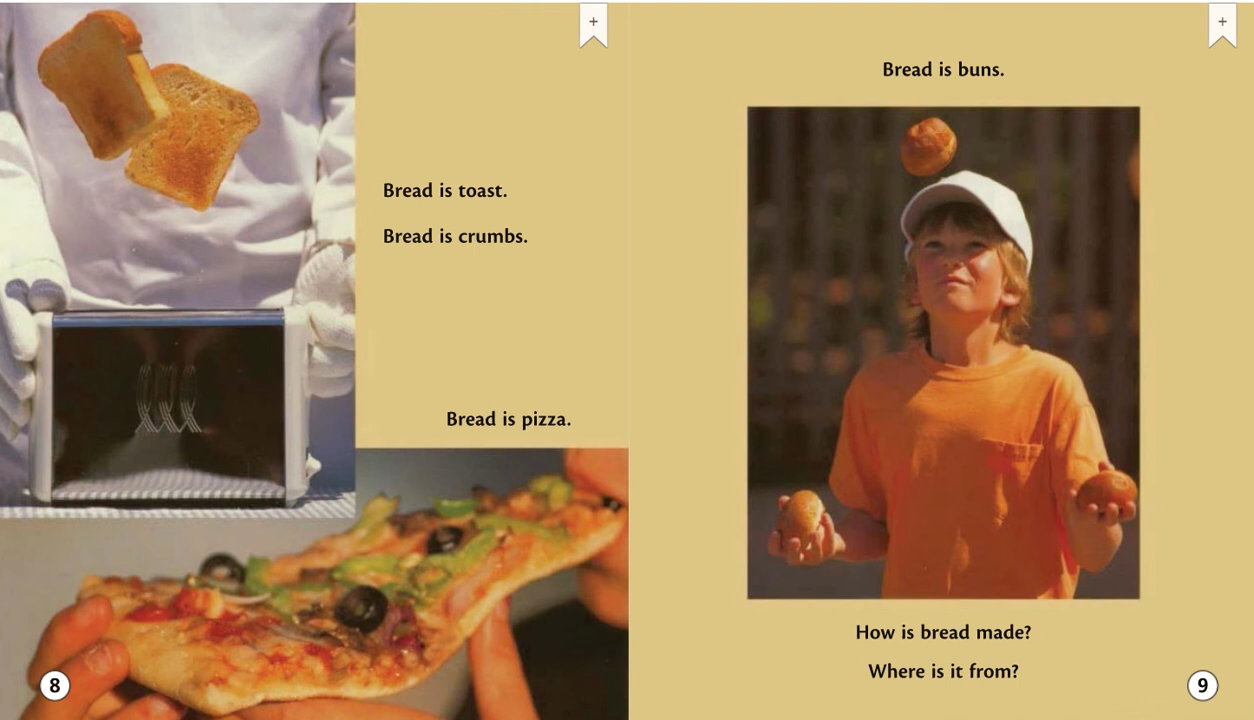 Bread is toast.
Bread is crumbs.
Bread is pizza.
8
Bread is buns.
How is bread made?
Where is it from?
9